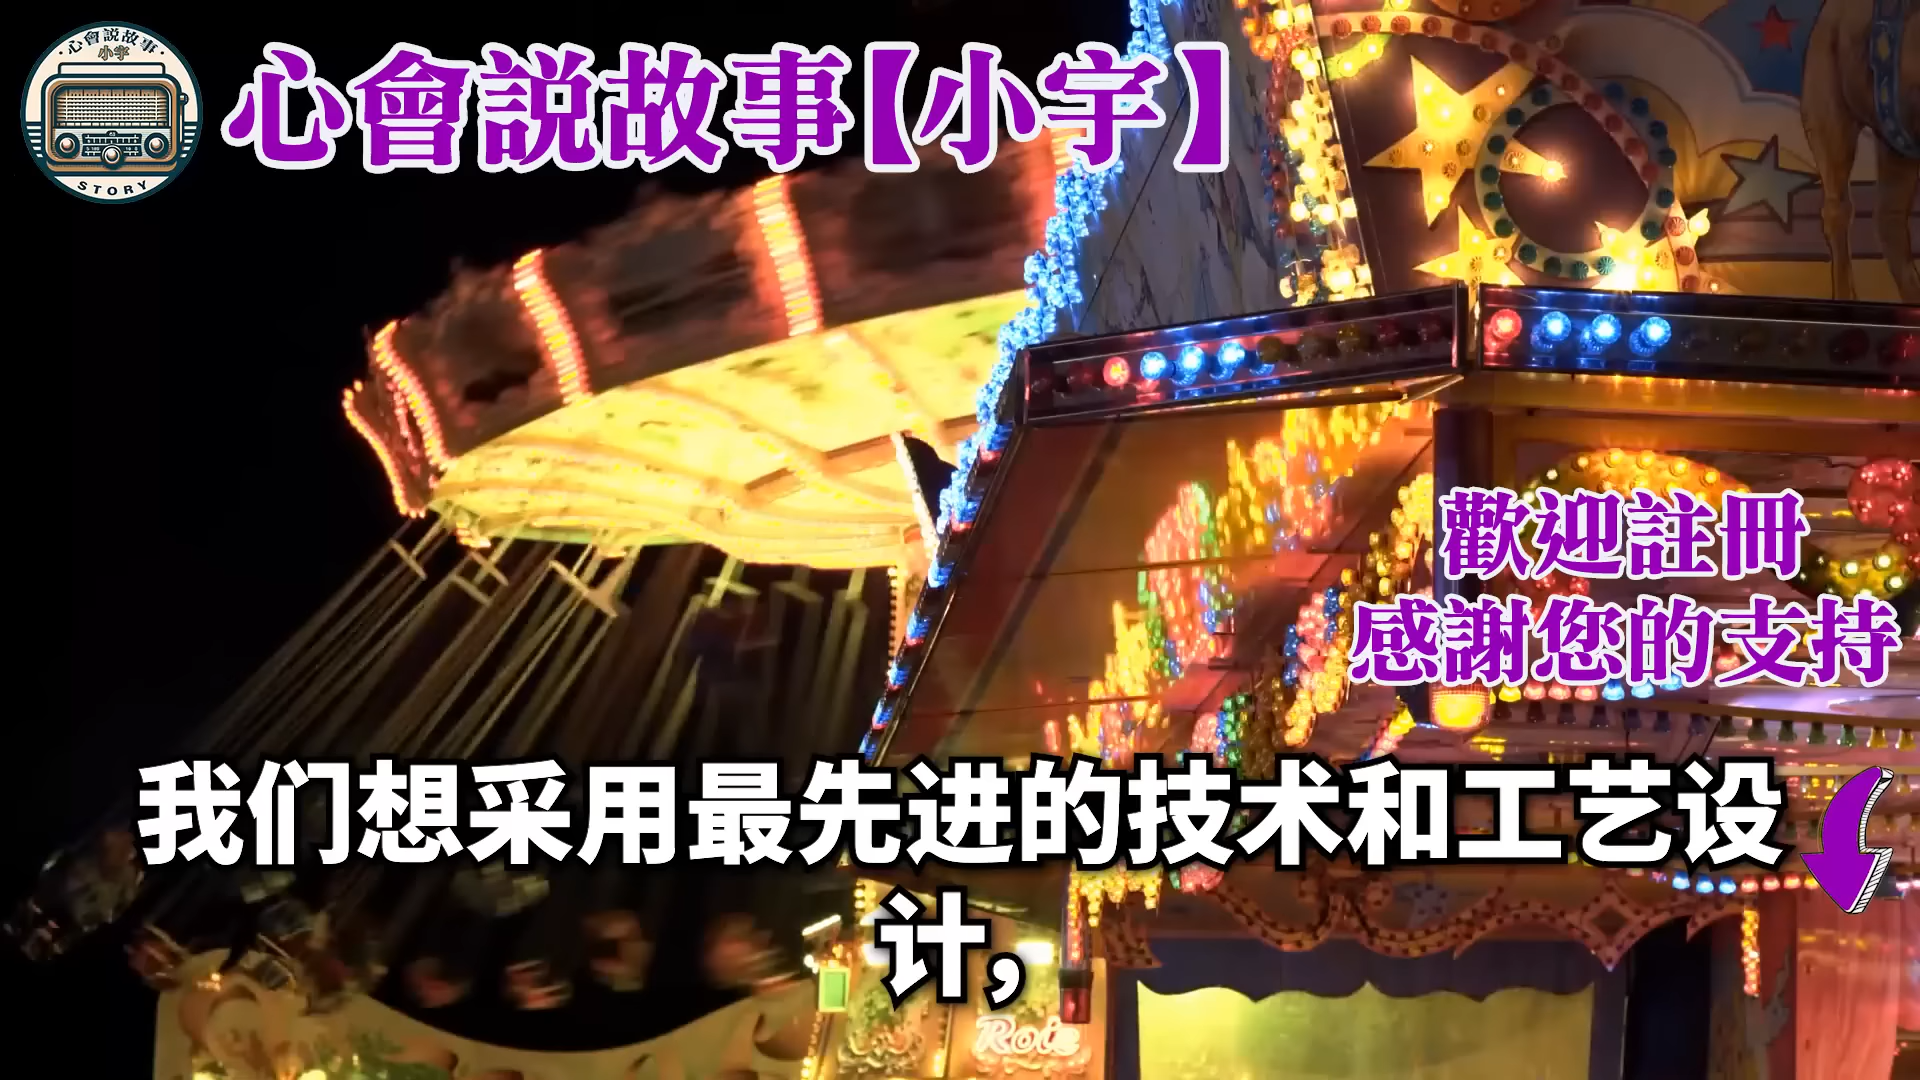 ·心會說故事·
小宇
STORY
心會説故事【小宇】
歡迎註冊
感謝您的支持
我们想采用最先进的技术和工艺设
计,